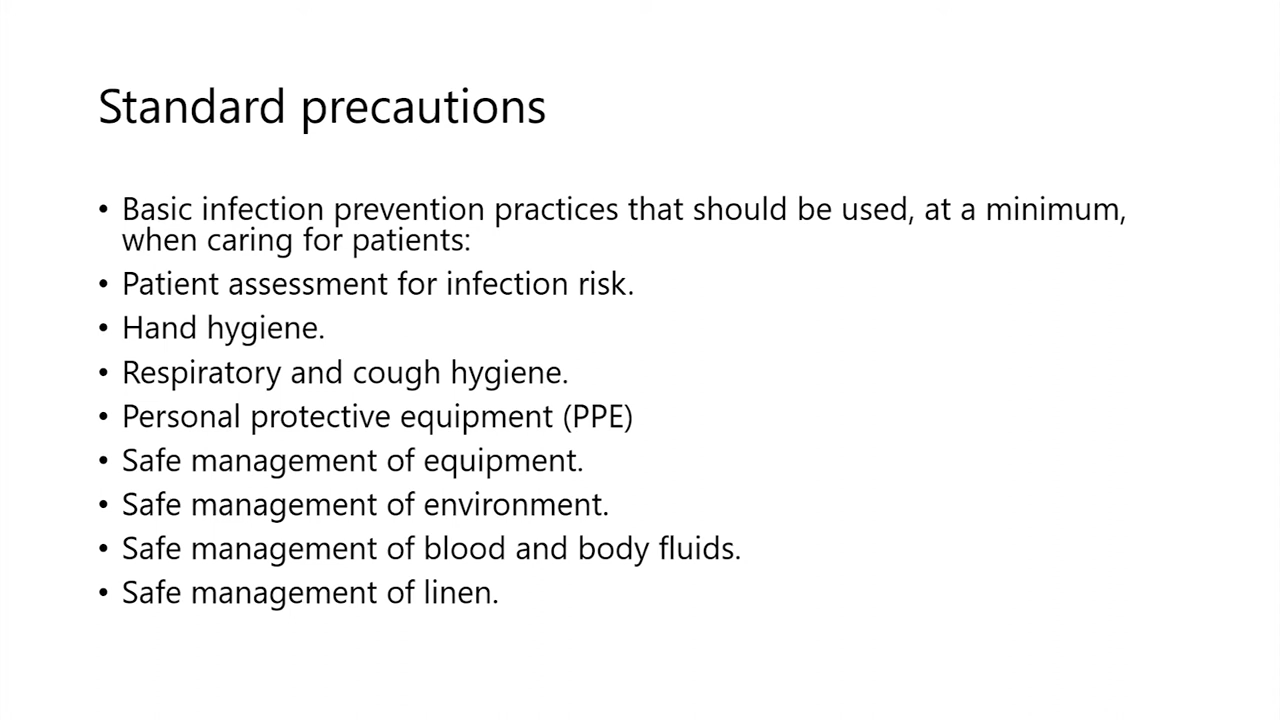 Standard precautions
• Basic infection prevention practices that should be used, at a minimum,
when caring for patients:
• Patient assessment for infection risk.
• Hand hygiene.
• Respiratory and cough hygiene.
• Personal protective equipment (PPE)
• Safe management of equipment.
• Safe management of environment.
• Safe management of blood and body fluids.
• Safe management of linen.